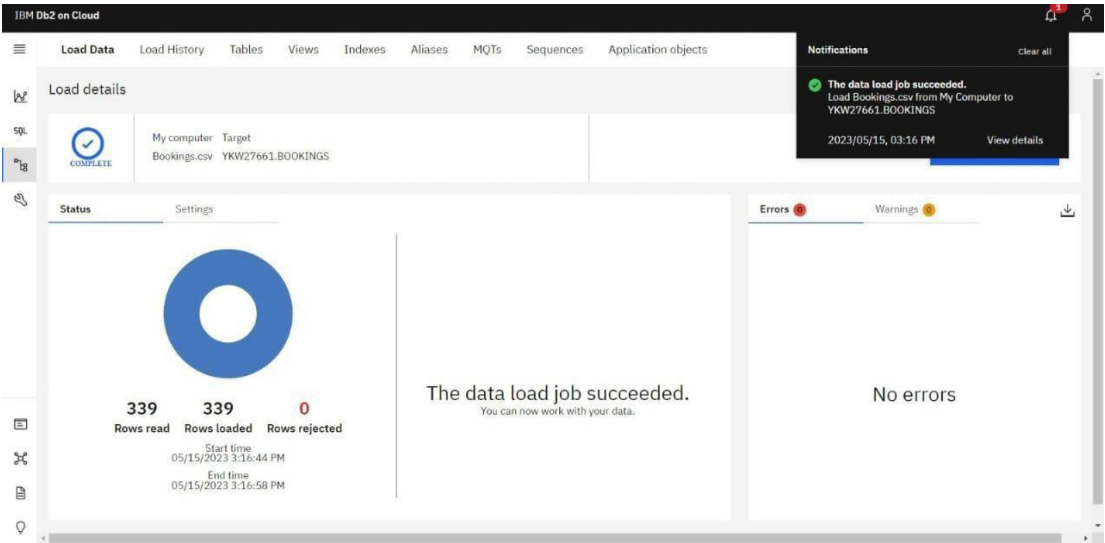 IBM Db2 on Cloud
1
Load Data Load History Tables Views Indexes Aliases MQTs Sequences Application objects
Notifications Clear all
The data load job succeeded.
Load Bookings.csv from My Computer to
YKW27661.BOOKINGS
2023/05/15, 03:16 PM View details
Load details
SQL
COMPLETE
My computer Target
Bookings.csv YKW27661.BOOKINGS
Status Settings
Errors 0 Warnings 0
339 339 0
Rows read Rows loaded Rows rejected
Start time
05/15/2023 3:16:44 PM
End time
05/15/2023 3:16:58 PM
The data load job succeeded.
You can now work with your data.
No errors